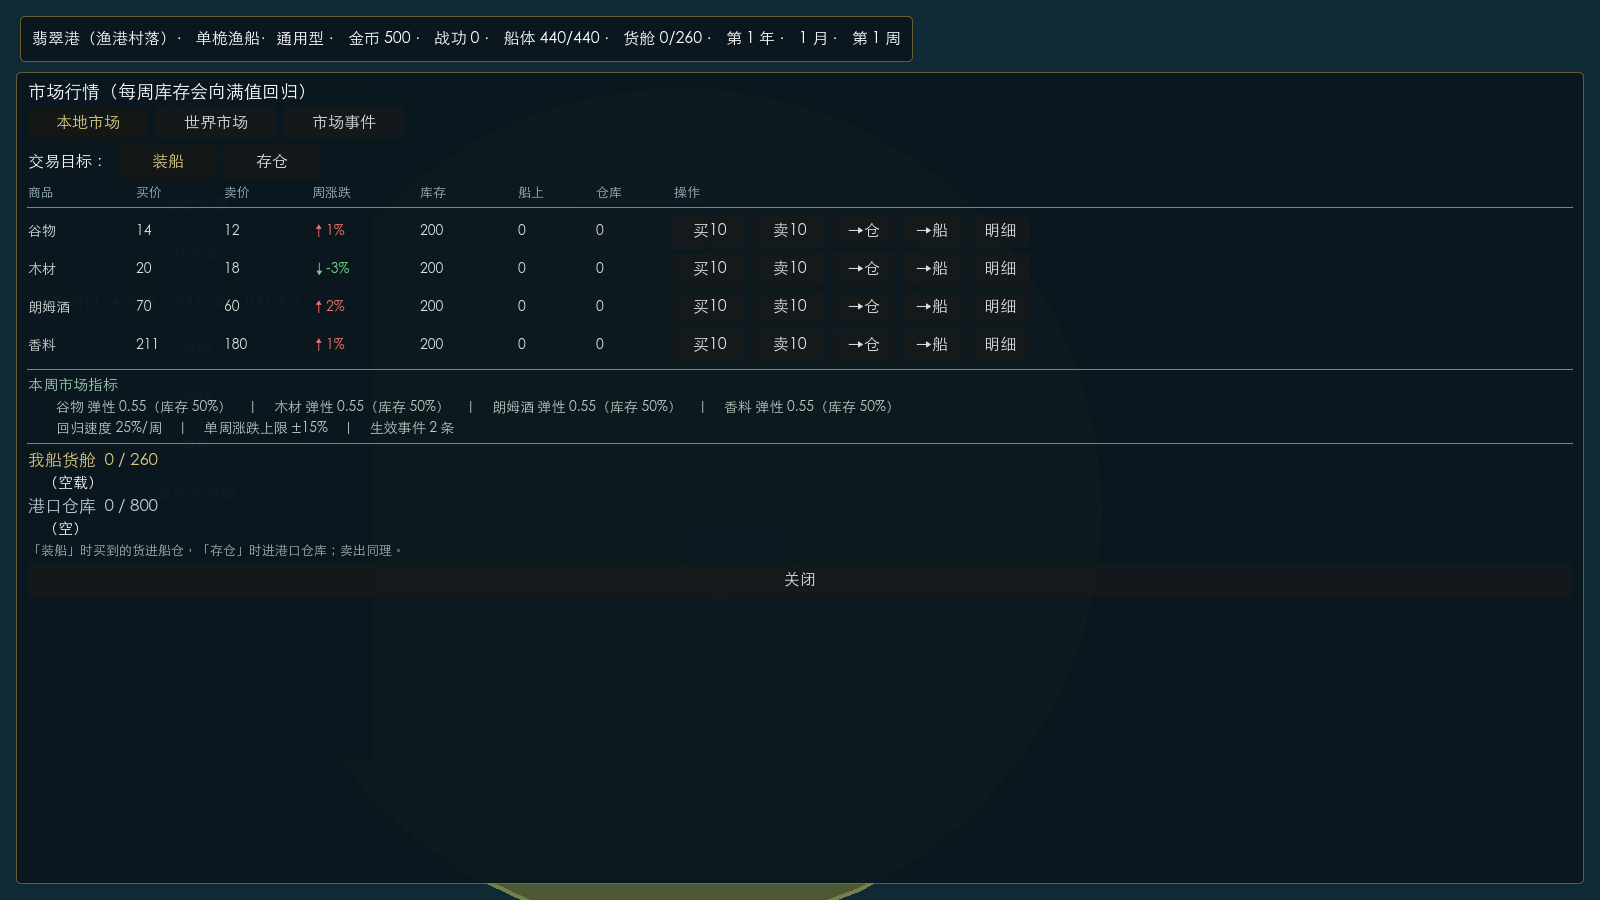 翡翠港（渔港村落）· 单桅渔船· 通用型 · 金币 500 · 战功 0 · 船体 440/440 · 货舱 0/260 · 第 1 年 · 1 月 · 第 1 周
市场行情（每周库存会向满值回归）
本地市场 世界市场 市场事件
交易目标： 装船 存仓
商品 买价 卖价 周涨跌 库存 船上 仓库 操作
谷物 14 12 ↑1% 200 0 0 买10 卖10 →仓 →船 明细
木材 20 18 ↓-3% 200 0 0 买10 卖10 →仓 →船 明细
朗姆酒 70 60 ↑2% 200 0 0 买10 卖10 →仓 →船 明细
香料 211 180 ↑1% 200 0 0 买10 卖10 →仓 →船 明细
本周市场指标
谷物 弹性 0.55（库存 50%） | 木材 弹性 0.55（库存 50%） | 朗姆酒 弹性 0.55（库存 50%） | 香料 弹性 0.55（库存 50%）
回归速度 25%/周 | 单周涨跌上限 ±15% | 生效事件 2 条
我船货舱 0 / 260
（空载）
港口仓库 0 / 800
（空）
「装船」时买到的货进船仓，「存仓」时进港口仓库；卖出同理。
关闭